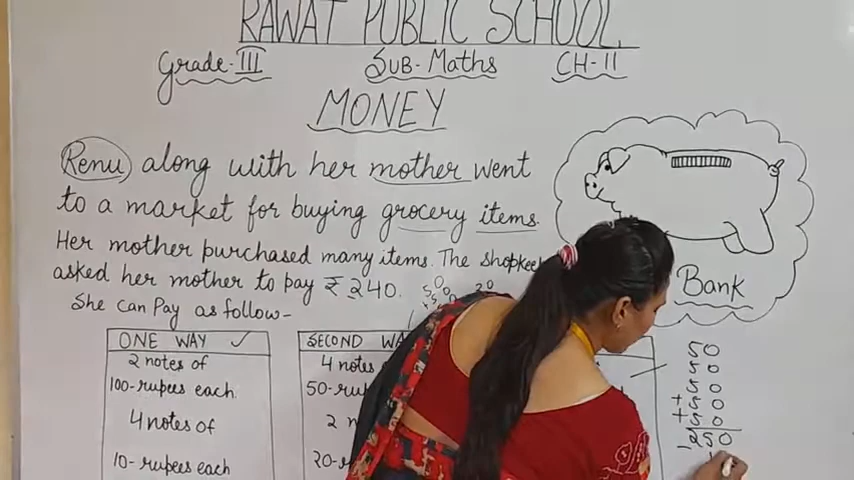 RAWAT PUBLIC SCHOOL
Grade-III Sub-Maths CH-11
MONEY
Renu along with her mother went
to a market for buying grocery items.
Her mother purchased many items. The
asked her mother to pay ₹ 240.
She can Pay as follow-
Bank
ONE WAY ✓
2 notes of
100-rupees each
4 notes of
10-rupees each
SECOND
4 notes
50-
2
20-
50
50
50
+ 50
+ 50
250
-